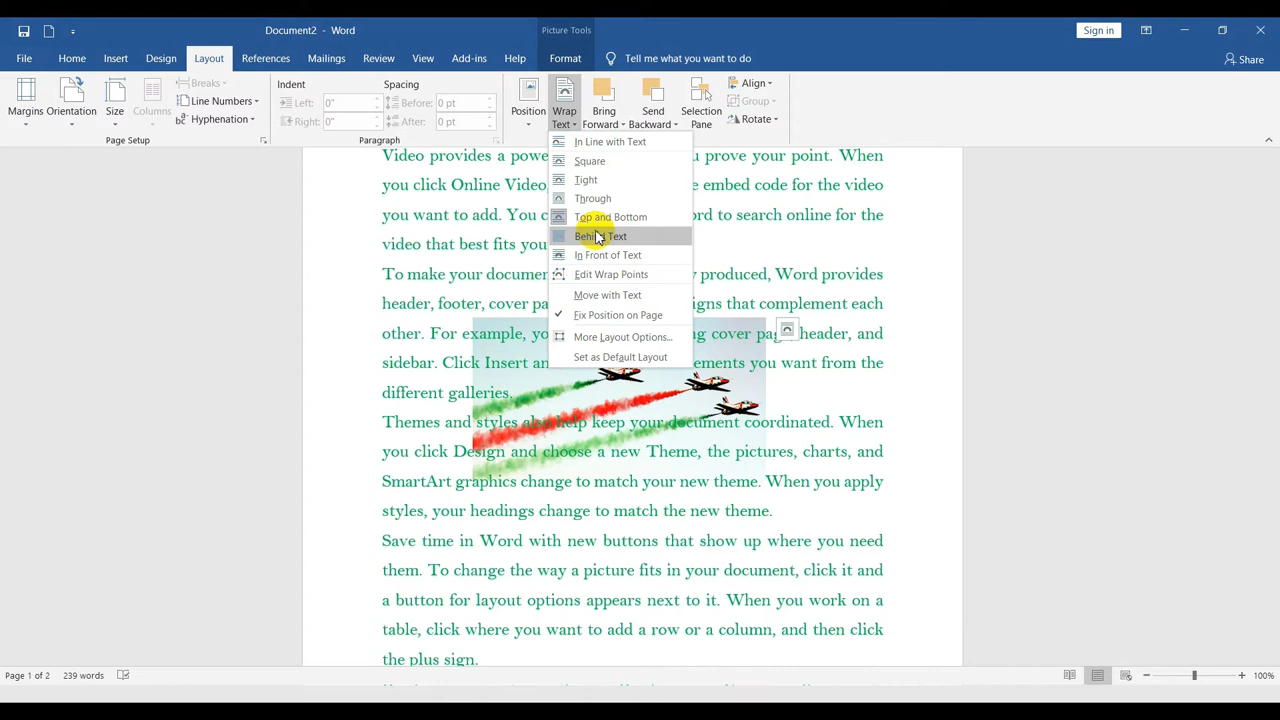 Document2 - Word
Picture Tools
Sign in
File Home Insert Design Layout References Mailings Review View Add-ins Help Format Tell me what you want to do Share
Margins Orientation Size Columns
Breaks
Line Numbers
Hyphenation
Page Setup
Indent Spacing
Left: 0" Before: 0 pt
Right: 0" After: 0 pt
Paragraph
Position Wrap Text Bring Forward Send Backward Selection Pane
Align
Group
Rotate
In Line with Text
Square
Tight
Through
Top and Bottom
Behind Text
In Front of Text
Edit Wrap Points
Move with Text
Fix Position on Page
More Layout Options...
Set as Default Layout
Video provides a powe u prove your point. When
you click Online Video, e embed code for the video
you want to add. You c ord to search online for the
video that best fits you
To make your documen y produced, Word provides
header, footer, cover pa igns that complement each
other. For example, yo ng cover page, header, and
sidebar. Click Insert an ements you want from the
different galleries.
Themes and styles also help keep your document coordinated. When
you click Design and choose a new Theme, the pictures, charts, and
SmartArt graphics change to match your new theme. When you apply
styles, your headings change to match the new theme.
Save time in Word with new buttons that show up where you need
them. To change the way a picture fits in your document, click it and
a button for layout options appears next to it. When you work on a
table, click where you want to add a row or a column, and then click
the plus sign.
Page 1 of 2 239 words 100%